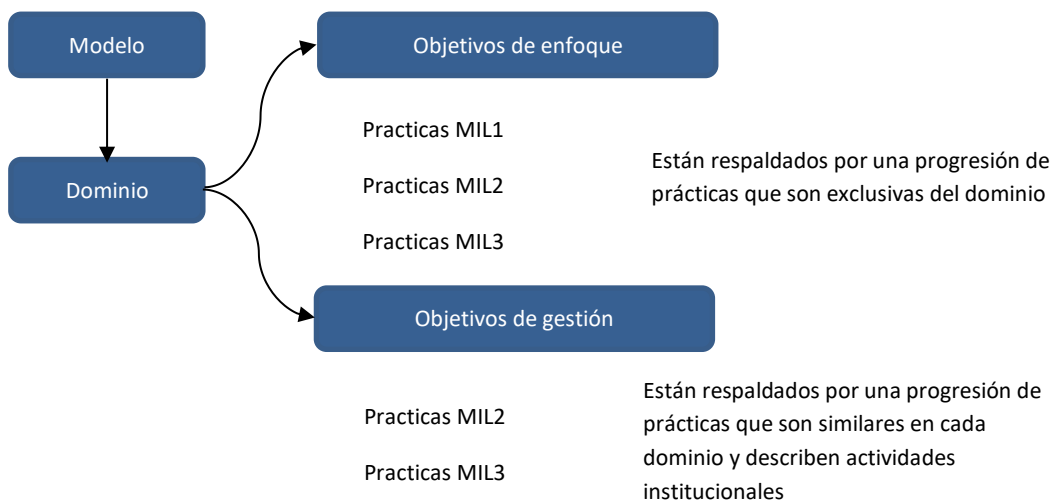 Modelo
Objetivos de enfoque
Practicas MIL1
Dominio
Practicas MIL2
Practicas MIL3
Están respaldados por una progresión de
prácticas que son exclusivas del dominio
Objetivos de gestión
Practicas MIL2
Practicas MIL3
Están respaldados por una progresión de
prácticas que son similares en cada
dominio y describen actividades
institucionales